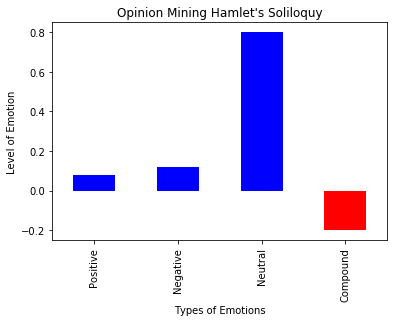 Opinion Mining Hamlet's Soliloquy
Level of Emotion
0.8
0.6
0.4
0.2
0.0
−0.2
Positive
Negative
Neutral
Compound
Types of Emotions